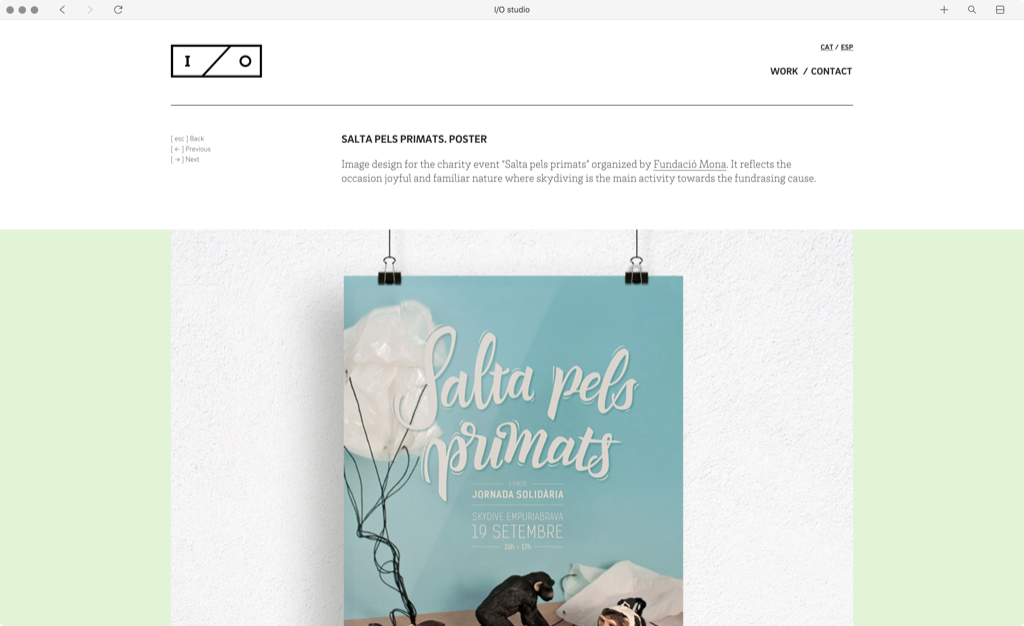 I/O studio
I/O
CAT / ESP
WORK / CONTACT
[ esc ] Back
[ ← ] Previous
[ → ] Next
SALTA PELS PRIMATS. POSTER
Image design for the charity event "Salta pels primats" organized by Fundació Mona. It reflects the
occasion joyful and familiar nature where skydiving is the main activity towards the fundrasing cause.
Salta pels
primats
JORNADA SOLIDÀRIA
SKYDIVE EMPURIABRAVA
19 SETEMBRE
10h - 17h